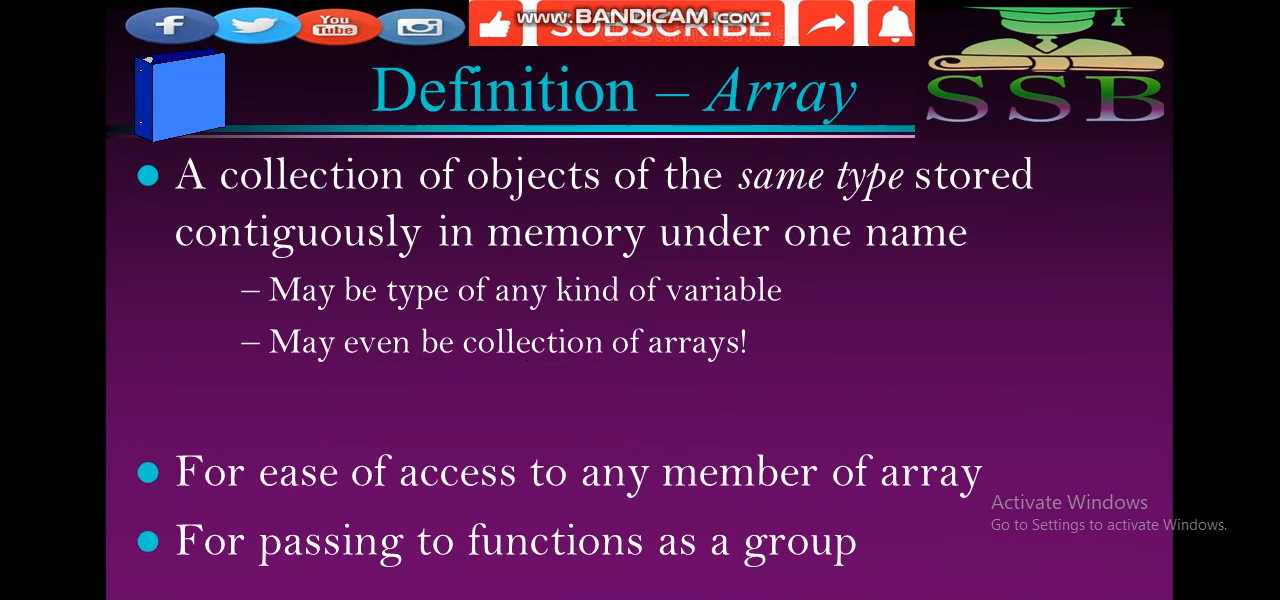 f
You
Tube
www.BANDICAM.com
SUBSCRIBE
SSB
Definition – Array
A collection of objects of the same type stored
contiguously in memory under one name
– May be type of any kind of variable
– May even be collection of arrays!
For ease of access to any member of array
For passing to functions as a group
Activate Windows
Go to Settings to activate Windows.